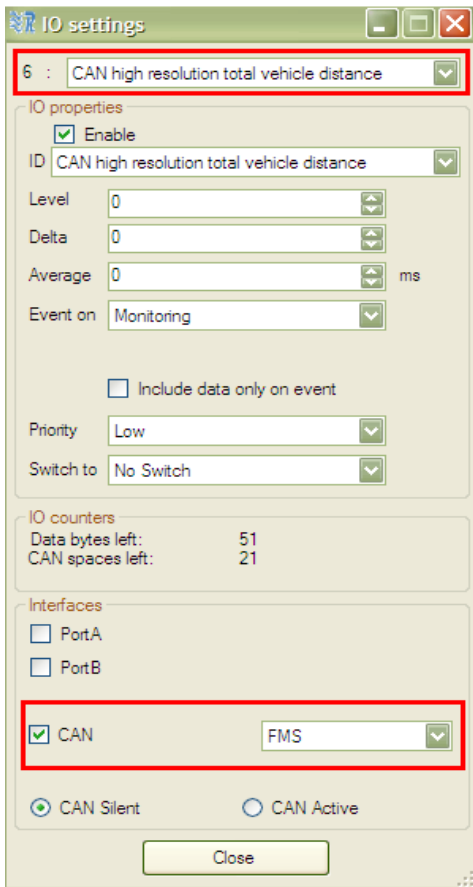 IO settings
6 : CAN high resolution total vehicle distance
IO properties
Enable
ID CAN high resolution total vehicle distance
Level 0
Delta 0
Average 0 ms
Event on Monitoring
Include data only on event
Priority Low
Switch to No Switch
IO counters
Data bytes left: 51
CAN spaces left: 21
Interfaces
PortA
PortB
CAN FMS
CAN Silent CAN Active
Close